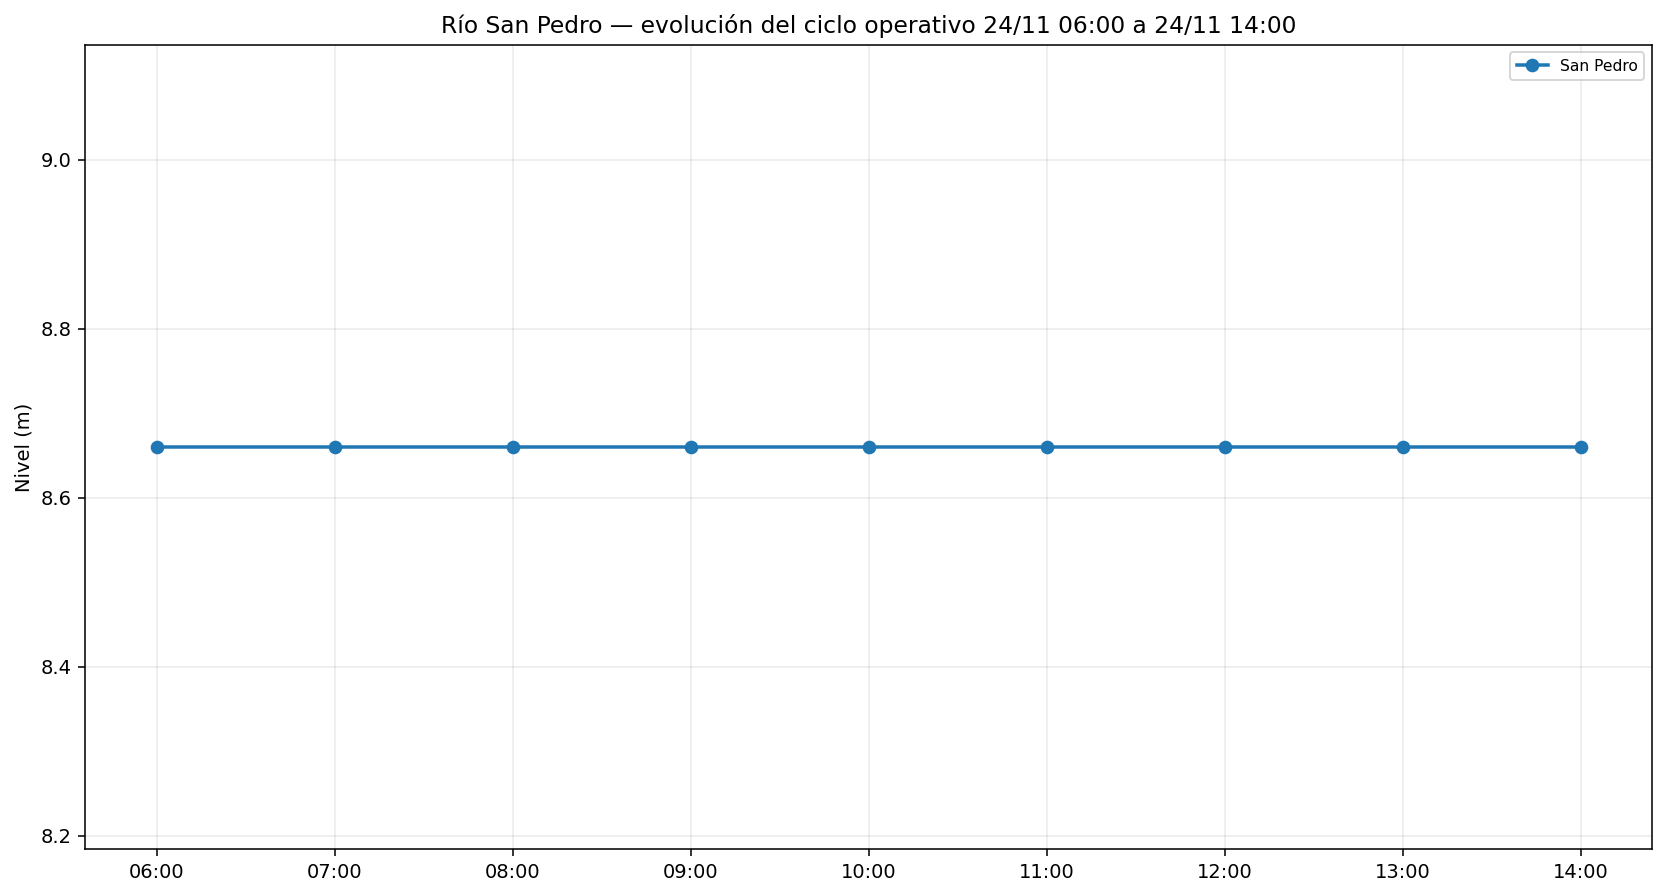 Río San Pedro — evolución del ciclo operativo 24/11 06:00 a 24/11 14:00
San Pedro
Nivel (m)
9.0
8.8
8.6
8.4
8.2
06:00 07:00 08:00 09:00 10:00 11:00 12:00 13:00 14:00